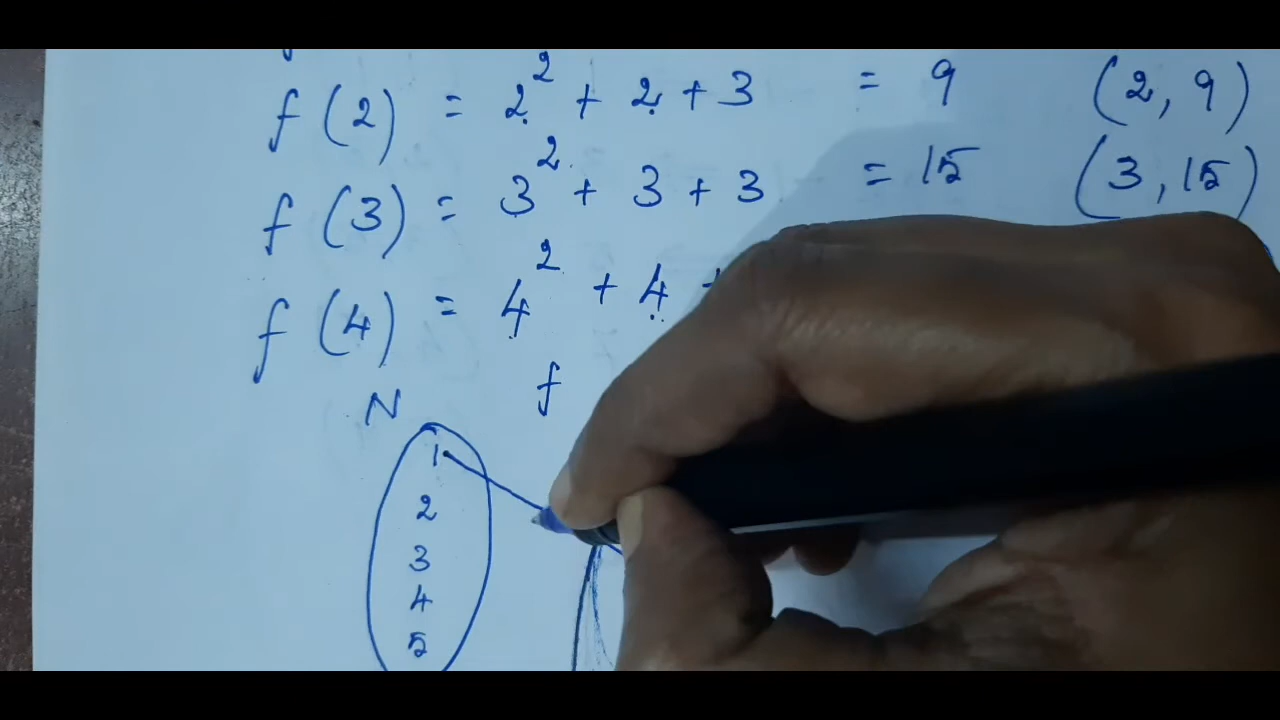 f (2) = 2² + 2 + 3 = 9 (2, 9)
f (3) = 3² + 3 + 3 = 15 (3, 15)
f (4) = 4² + 4 +
N f
1
2
3
4
5